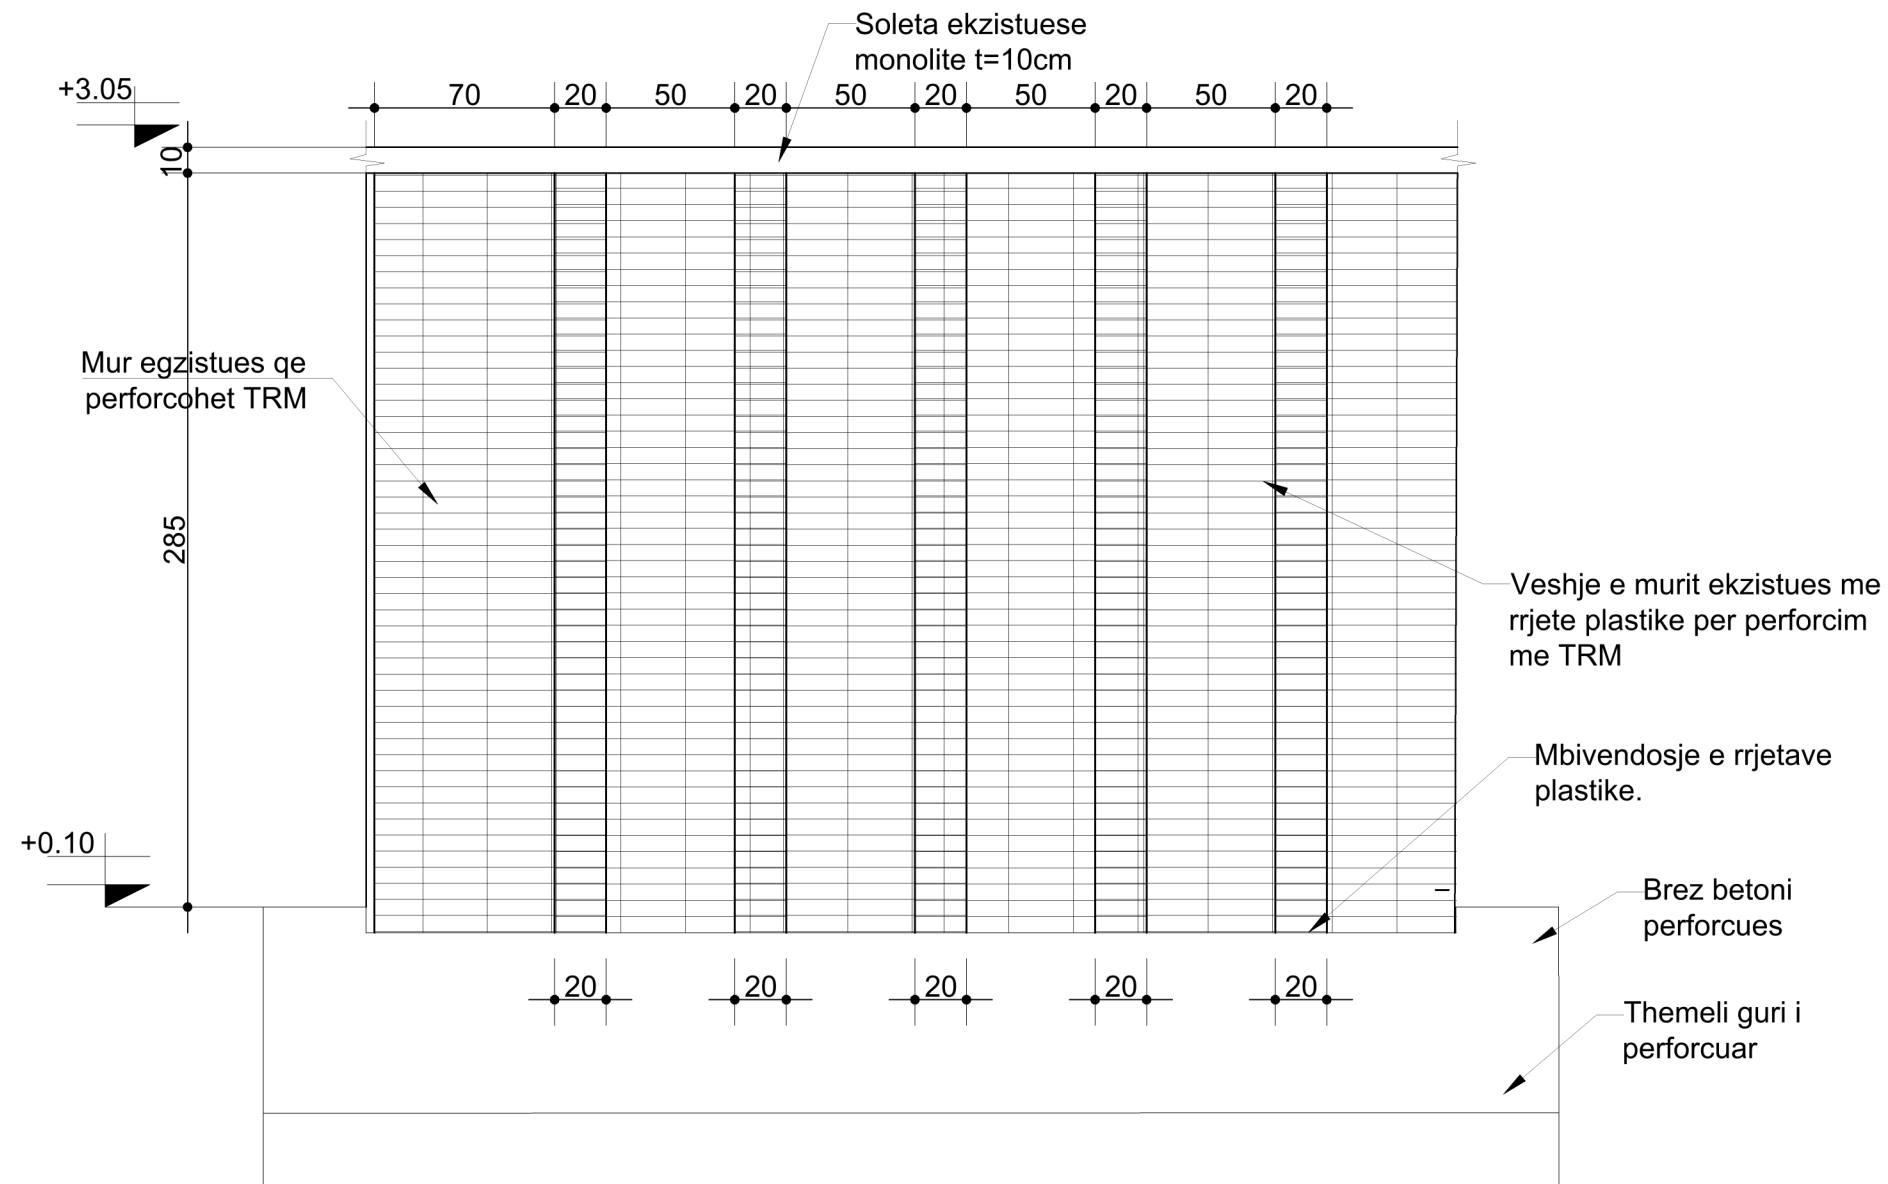 Soleta ekzistuese
monolite t=10cm
+3.05
70 20 50 20 50 20 50 20 50 20
10
Mur egzistues qe
perforcohet TRM
285
Veshje e murit ekzistues me
rrjete plastike per perforcim
me TRM
Mbivendosje e rrjetave
plastike.
+0.10
Brez betoni
perforcues
20 20 20 20 20
Themeli guri i
perforcuar